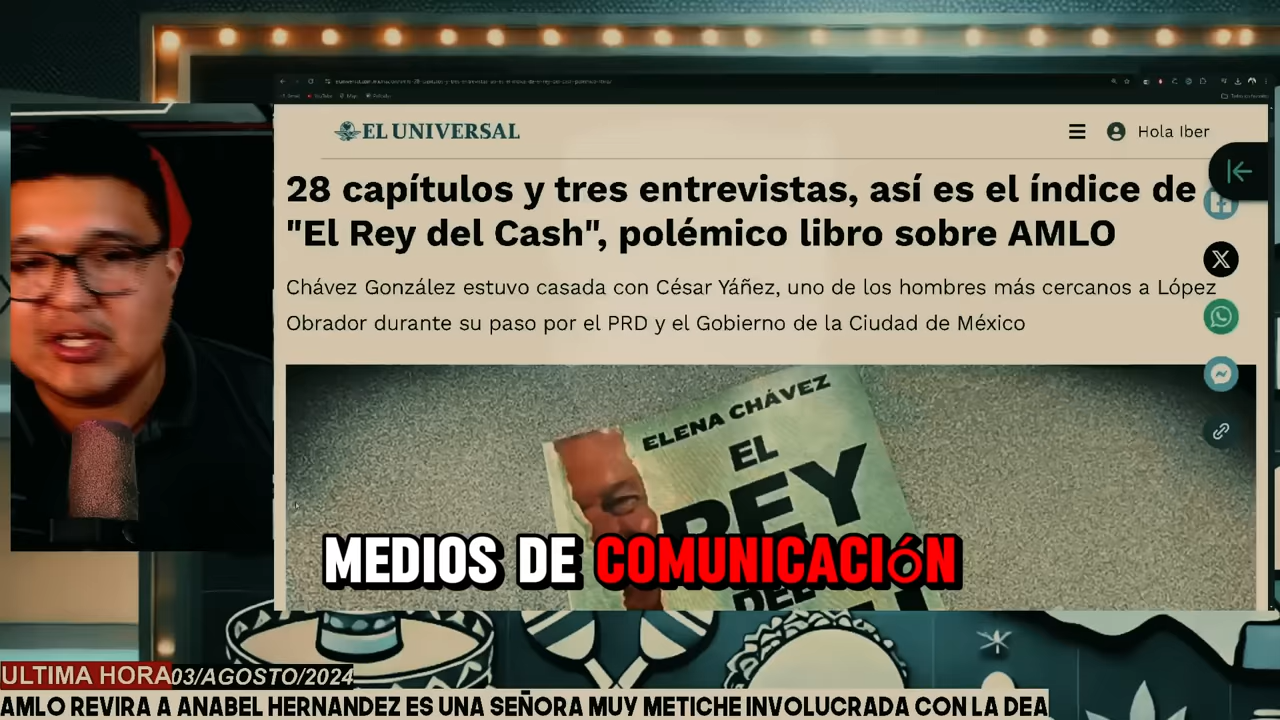 EL UNIVERSAL
Hola Iber
28 capítulos y tres entrevistas, así es el índice de
"El Rey del Cash", polémico libro sobre AMLO
Chávez González estuvo casada con César Yáñez, uno de los hombres más cercanos a López
Obrador durante su paso por el PRD y el Gobierno de la Ciudad de México
ELENA CHÁVEZ
EL
REY
DEL
MEDIOS DE COMUNICACIóN
ULTIMA HORA 03/AGOSTO/2024
AMLO REVIRA A ANABEL HERNANDEZ ES UNA SEÑORA MUY METICHE INVOLUCRADA CON LA DEA